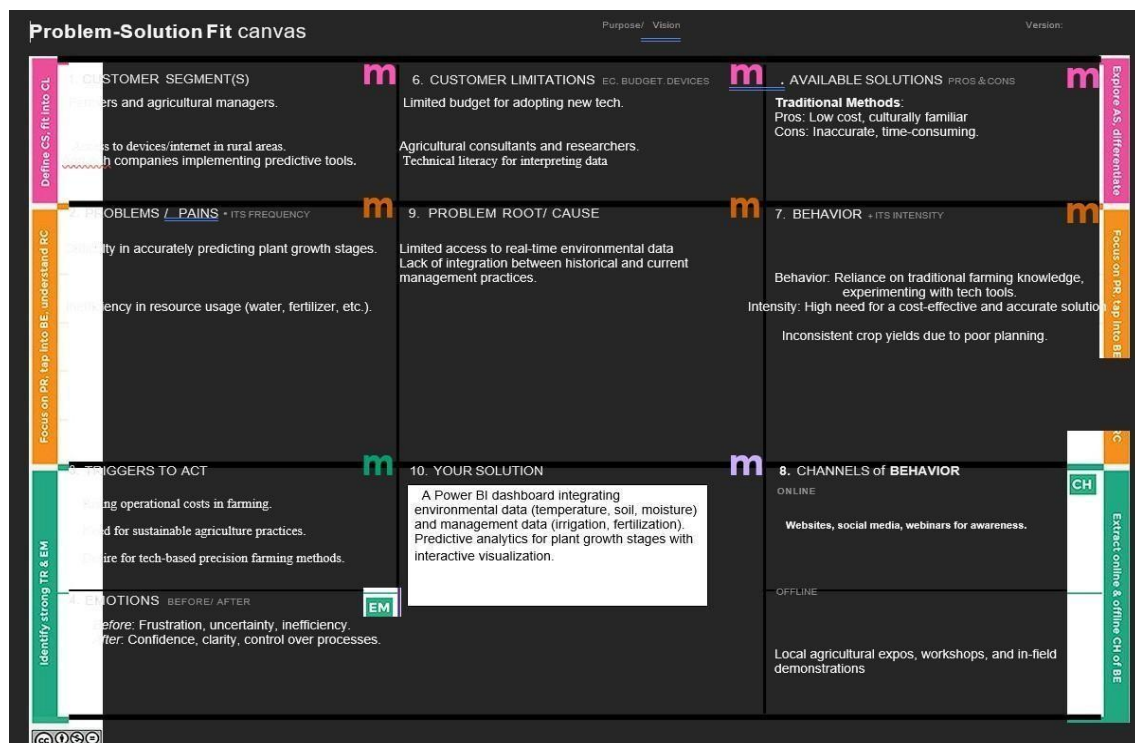 Problem-Solution Fit canvas
Purpose/ Vision
Version:
Define CS, fit into CL
CUSTOMER SEGMENT(S)
and agricultural managers.
to devices/internet in rural areas.
companies implementing predictive tools.
m
6. CUSTOMER LIMITATIONS EC. BUDGET. DEVICES
Limited budget for adopting new tech.
Agricultural consultants and researchers.
Technical literacy for interpreting data
m
. AVAILABLE SOLUTIONS PROS & CONS
Traditional Methods:
Pros: Low cost, culturally familiar
Cons: Inaccurate, time-consuming.
m
Explore AS, differentiate
Focus on PR, tap into BE, understand RC
PROBLEMS / PAINS • ITS FREQUENCY
in accurately predicting plant growth stages.
in resource usage (water, fertilizer, etc.).
m
9. PROBLEM ROOT/ CAUSE
Limited access to real-time environmental data
Lack of integration between historical and current
management practices.
m
7. BEHAVIOR + ITS INTENSITY
Behavior: Reliance on traditional farming knowledge,
experimenting with tech tools.
Intensity: High need for a cost-effective and accurate solution
Inconsistent crop yields due to poor planning.
m
Focus on PR, tap into BE
RC
Identify strong TR & EM
TRIGGERS TO ACT
operational costs in farming.
for sustainable agriculture practices.
for tech-based precision farming methods.
m
EMOTIONS BEFORE/ AFTER
Before: Frustration, uncertainty, inefficiency.
After: Confidence, clarity, control over processes.
EM
10. YOUR SOLUTION
A Power BI dashboard integrating
environmental data (temperature, soil, moisture)
and management data (irrigation, fertilization).
Predictive analytics for plant growth stages with
interactive visualization.
m
8. CHANNELS of BEHAVIOR
ONLINE
Websites, social media, webinars for awareness.
OFFLINE
Local agricultural expos, workshops, and in-field
demonstrations
CH
Extract online & offline CH of BE